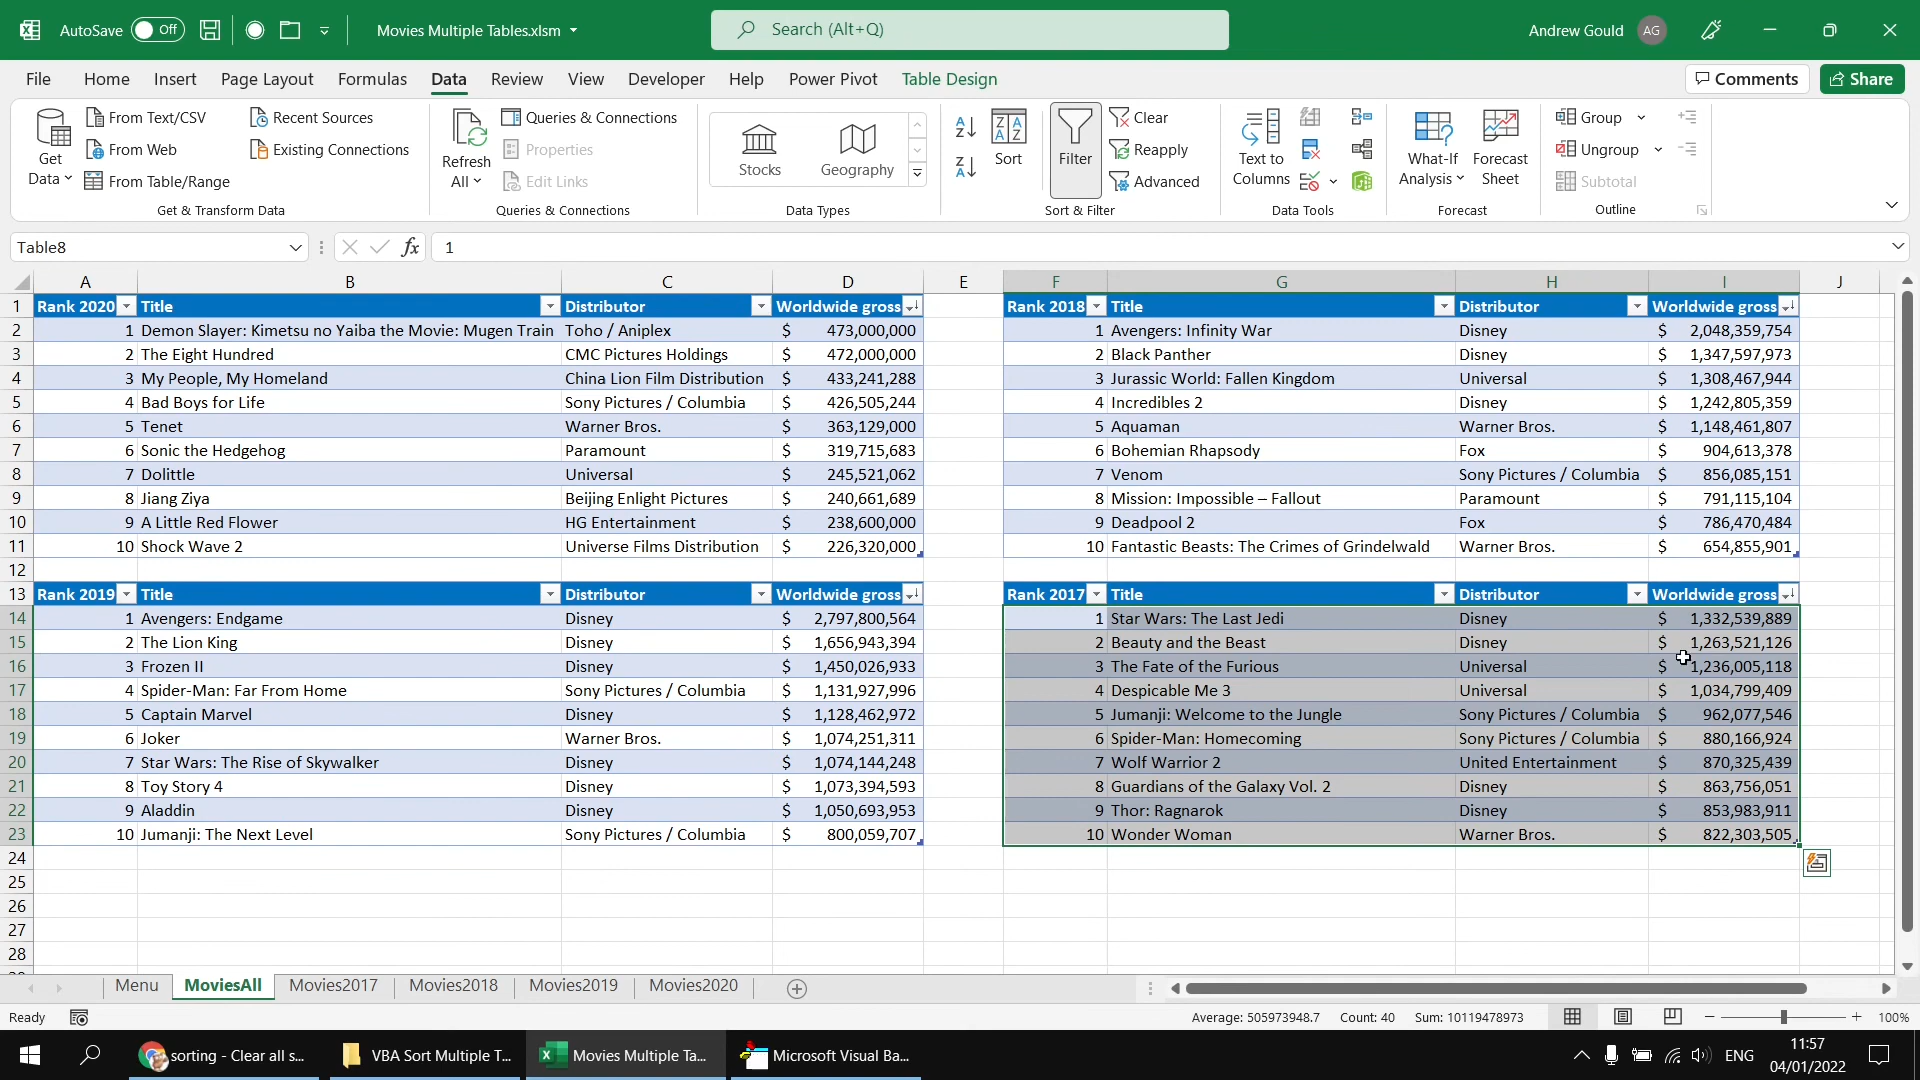 AutoSave Off Movies Multiple Tables.xlsm Search (Alt+Q) Andrew Gould AG
File Home Insert Page Layout Formulas Data Review View Developer Help Power Pivot Table Design Comments Share
Get Data
From Text/CSV
From Web
From Table/Range
Recent Sources
Existing Connections
Get & Transform Data
Refresh All
Queries & Connections
Properties
Edit Links
Queries & Connections
Stocks
Geography
Data Types
Sort
Filter
Clear
Reapply
Advanced
Sort & Filter
Text to Columns
Data Tools
What-If Analysis
Forecast Sheet
Forecast
Group
Ungroup
Subtotal
Outline
Table8 fx 1
A B C D E F G H I J
1 Rank 2020 Title Distributor Worldwide gross Rank 2018 Title Distributor Worldwide gross
2 1 Demon Slayer: Kimetsu no Yaiba the Movie: Mugen Train Toho / Aniplex $ 473,000,000 1 Avengers: Infinity War Disney $ 2,048,359,754
3 2 The Eight Hundred CMC Pictures Holdings $ 472,000,000 2 Black Panther Disney $ 1,347,597,973
4 3 My People, My Homeland China Lion Film Distribution $ 433,241,288 3 Jurassic World: Fallen Kingdom Universal $ 1,308,467,944
5 4 Bad Boys for Life Sony Pictures / Columbia $ 426,505,244 4 Incredibles 2 Disney $ 1,242,805,359
6 5 Tenet Warner Bros. $ 363,129,000 5 Aquaman Warner Bros. $ 1,148,461,807
7 6 Sonic the Hedgehog Paramount $ 319,715,683 6 Bohemian Rhapsody Fox $ 904,613,378
8 7 Dolittle Universal $ 245,521,062 7 Venom Sony Pictures / Columbia $ 856,085,151
9 8 Jiang Ziya Beijing Enlight Pictures $ 240,661,689 8 Mission: Impossible – Fallout Paramount $ 791,115,104
10 9 A Little Red Flower HG Entertainment $ 238,600,000 9 Deadpool 2 Fox $ 786,470,484
11 10 Shock Wave 2 Universe Films Distribution $ 226,320,000 10 Fantastic Beasts: The Crimes of Grindelwald Warner Bros. $ 654,855,901
12
13 Rank 2019 Title Distributor Worldwide gross Rank 2017 Title Distributor Worldwide gross
14 1 Avengers: Endgame Disney $ 2,797,800,564 1 Star Wars: The Last Jedi Disney $ 1,332,539,889
15 2 The Lion King Disney $ 1,656,943,394 2 Beauty and the Beast Disney $ 1,263,521,126
16 3 Frozen II Disney $ 1,450,026,933 3 The Fate of the Furious Universal $ 1,236,005,118
17 4 Spider-Man: Far From Home Sony Pictures / Columbia $ 1,131,927,996 4 Despicable Me 3 Universal $ 1,034,799,409
18 5 Captain Marvel Disney $ 1,128,462,972 5 Jumanji: Welcome to the Jungle Sony Pictures / Columbia $ 962,077,546
19 6 Joker Warner Bros. $ 1,074,251,311 6 Spider-Man: Homecoming Sony Pictures / Columbia $ 880,166,924
20 7 Star Wars: The Rise of Skywalker Disney $ 1,074,144,248 7 Wolf Warrior 2 United Entertainment $ 870,325,439
21 8 Toy Story 4 Disney $ 1,073,394,593 8 Guardians of the Galaxy Vol. 2 Disney $ 863,756,051
22 9 Aladdin Disney $ 1,050,693,953 9 Thor: Ragnarok Disney $ 853,983,911
23 10 Jumanji: The Next Level Sony Pictures / Columbia $ 800,059,707 10 Wonder Woman Warner Bros. $ 822,303,505
24
25
26
27
28
Menu MoviesAll Movies2017 Movies2018 Movies2019 Movies2020
Ready Average: 505973948.7 Count: 40 Sum: 10119478973 100%
sorting - Clear all s... VBA Sort Multiple T... Movies Multiple Ta... Microsoft Visual Ba... ENG 11:57
04/01/2022